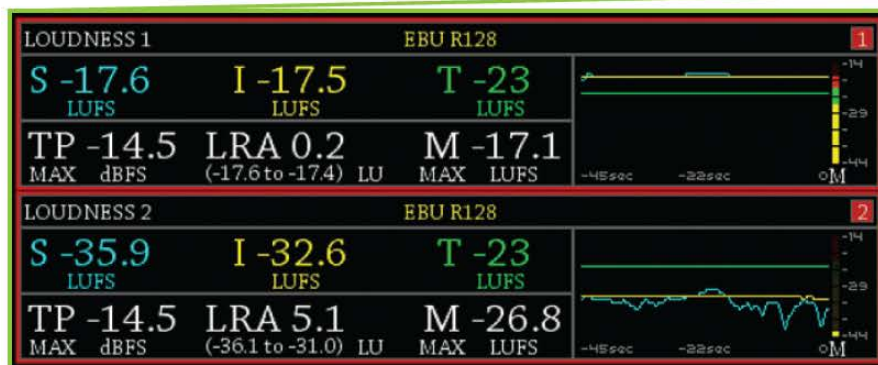 LOUDNESS 1 EBU R128 1
S -17.6 I -17.5 T -23
LUFS LUFS LUFS
TP -14.5 LRA 0.2 M -17.1
MAX dBFS (-17.6 to -17.4) LU MAX LUFS
-14
-29
-44
-45sec -22sec 0M
LOUDNESS 2 EBU R128 2
S -35.9 I -32.6 T -23
LUFS LUFS LUFS
TP -14.5 LRA 5.1 M -26.8
MAX dBFS (-36.1 to -31.0) LU MAX LUFS
-14
-29
-44
-45sec -22sec 0M